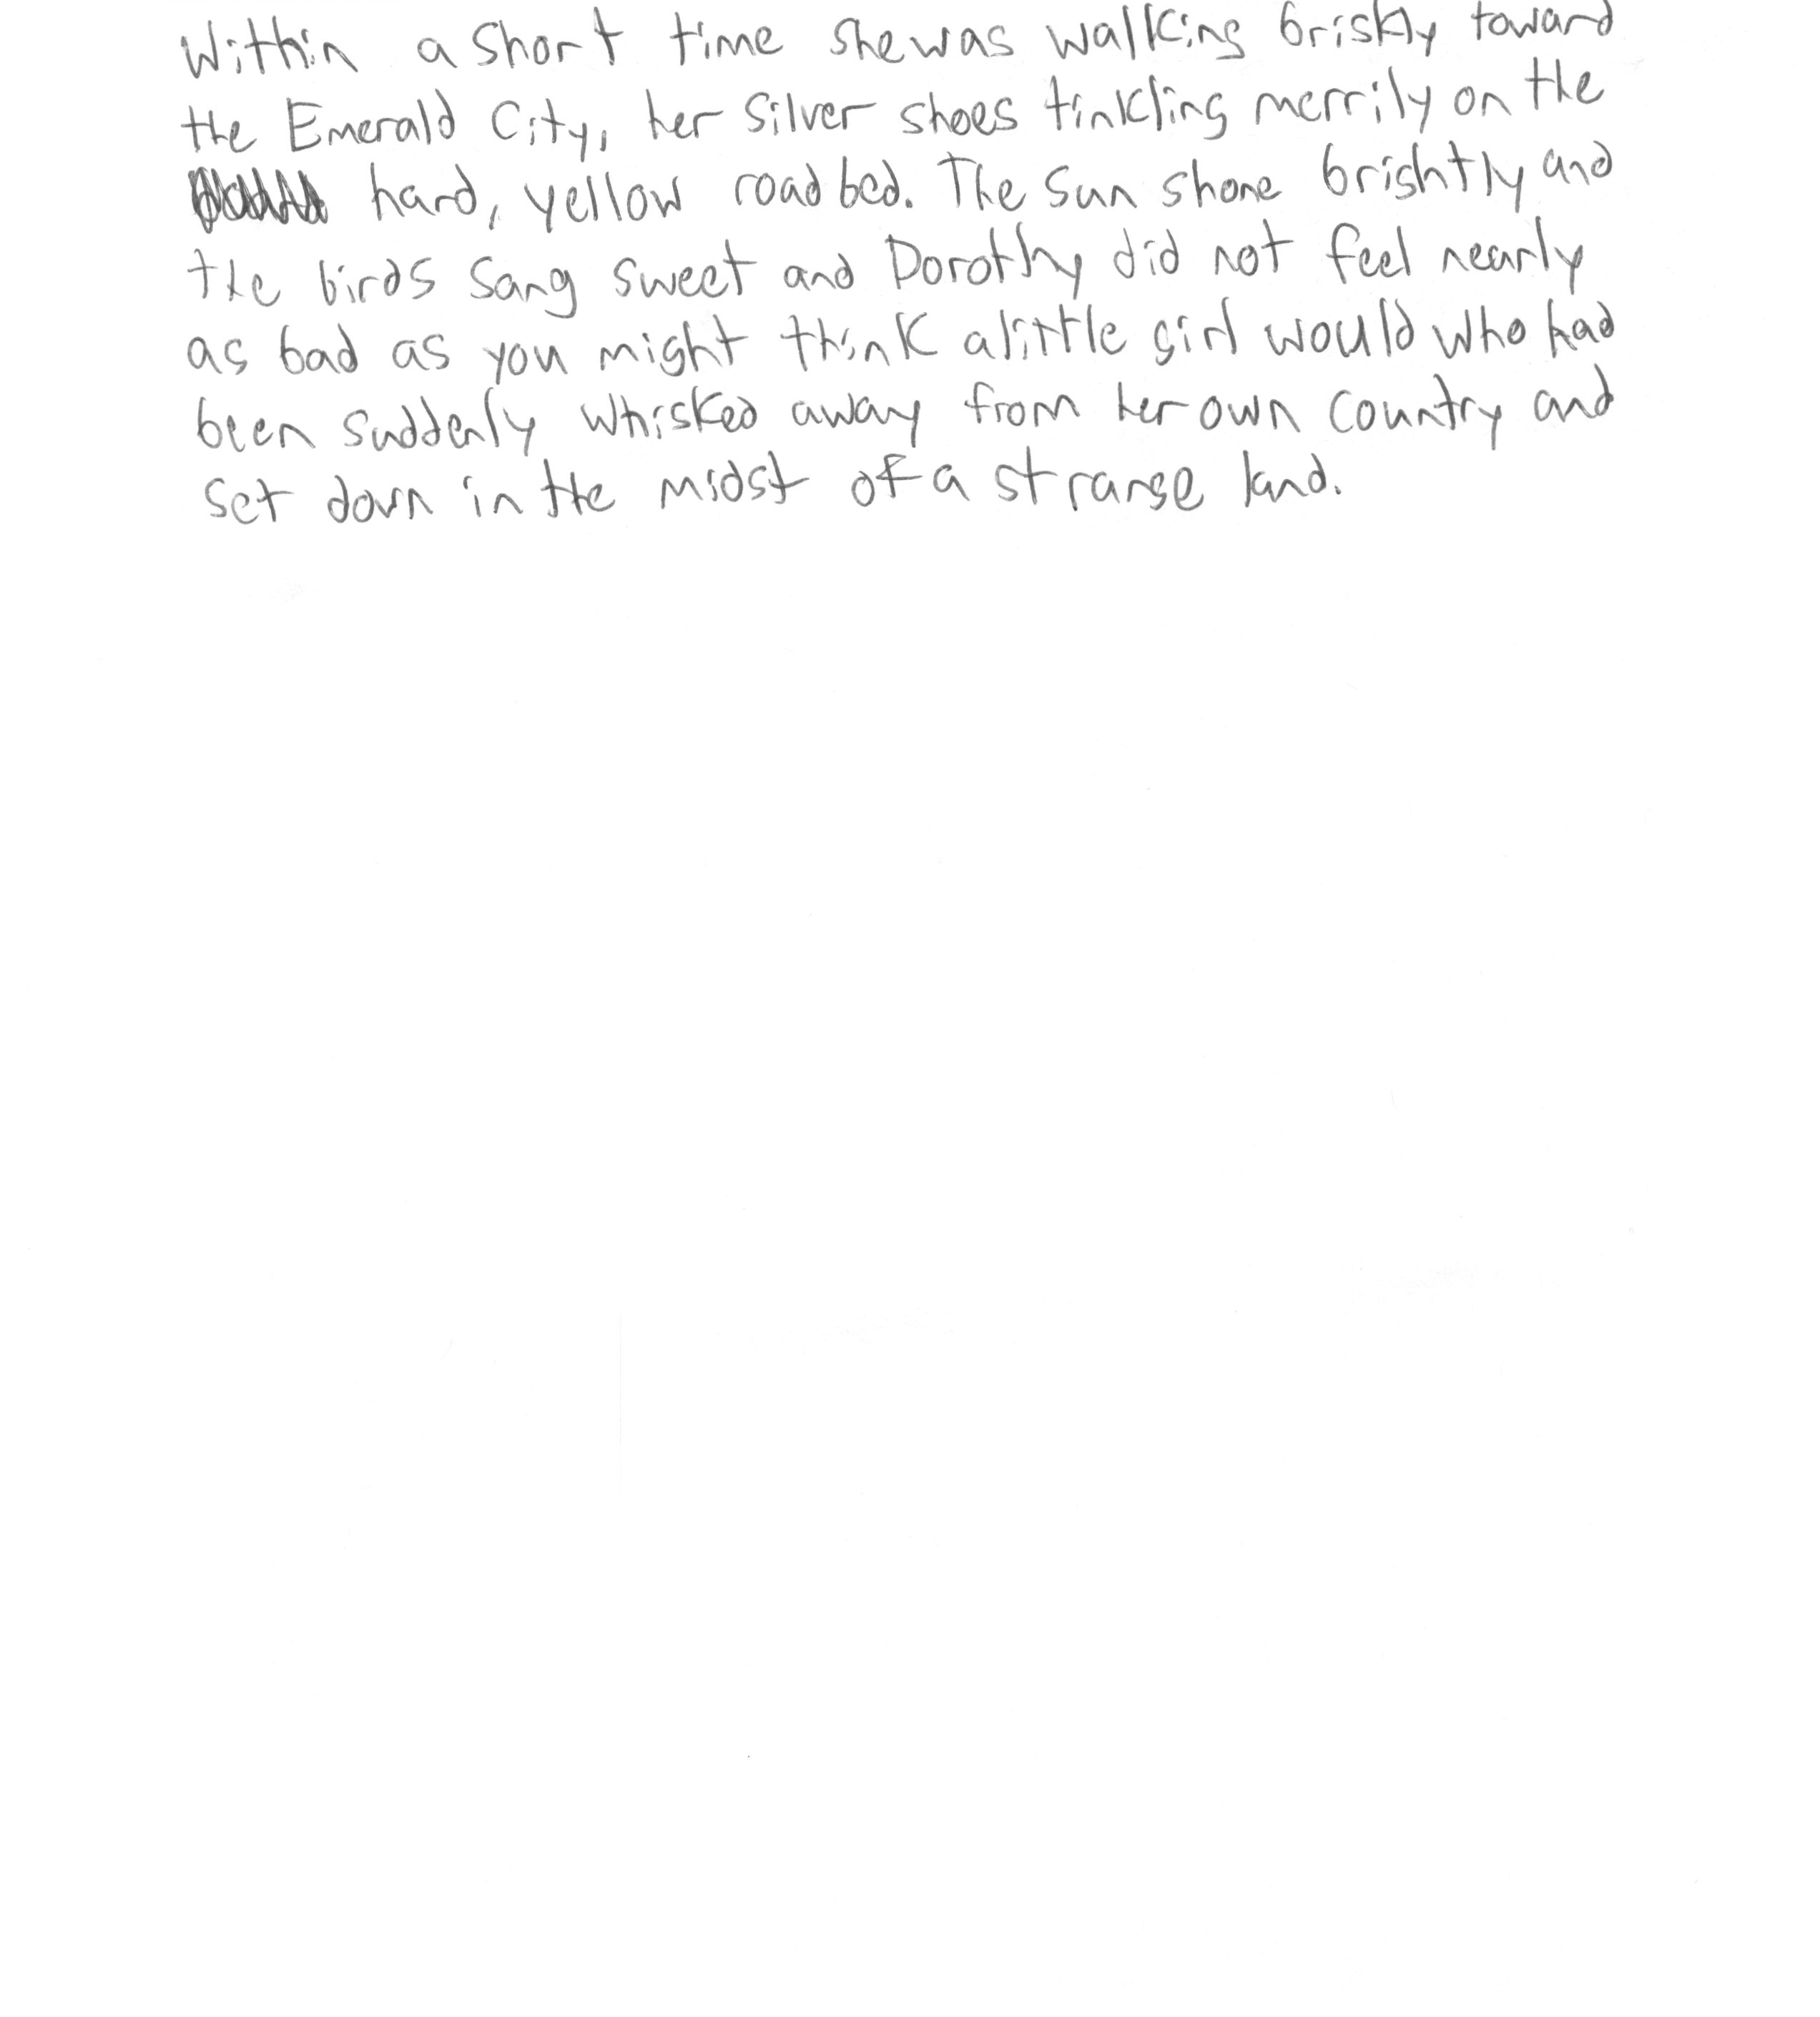 Within a short time she was walking briskly toward
the Emerald City, her silver shoes tinkling merrily on the
hard, yellow roadbed. The sun shone brightly and
the birds sang sweet and Dorothy did not feel nearly
as bad as you might think a little girl would who had
been suddenly whisked away from her own country and
set down in the midst of a strange land.